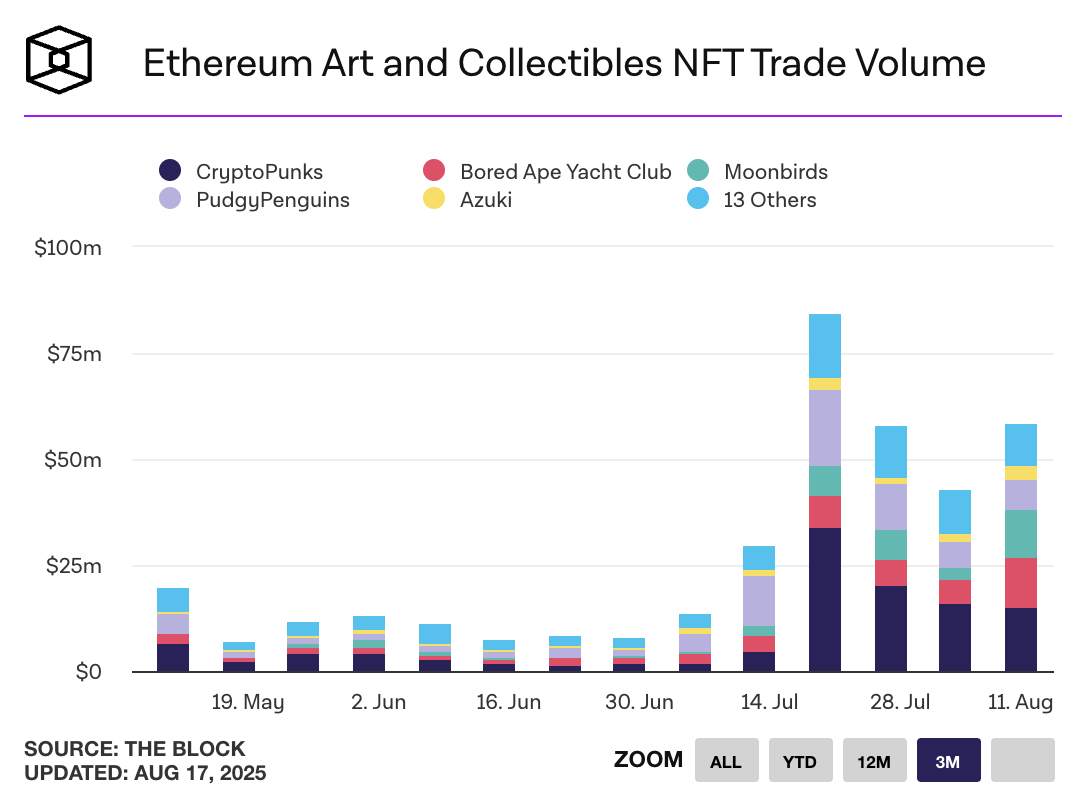 Ethereum Art and Collectibles NFT Trade Volume
CryptoPunks
Bored Ape Yacht Club
Moonbirds
PudgyPenguins
Azuki
13 Others
$100m
$75m
$50m
$25m
$0
19. May
2. Jun
16. Jun
30. Jun
14. Jul
28. Jul
11. Aug
SOURCE: THE BLOCK
UPDATED: AUG 17, 2025
ZOOM
ALL
YTD
12M
3M